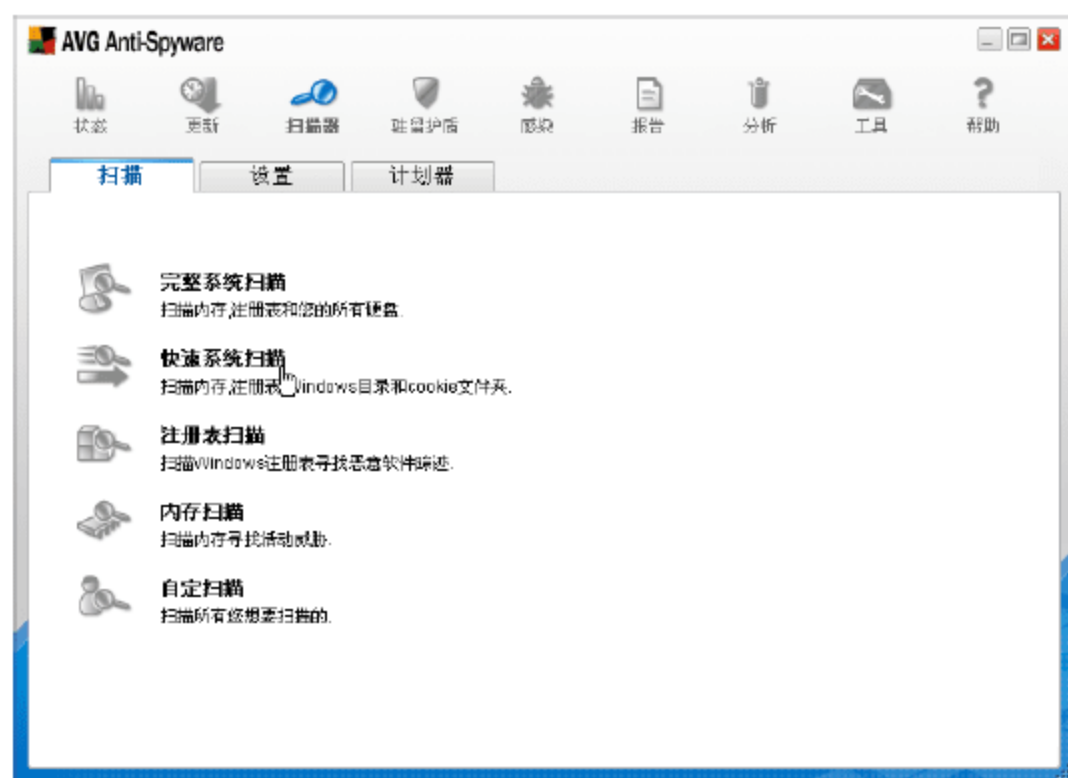 AVG Anti-Spyware
状态 更新 扫描器 驻留护盾 感染 报告 分析 工具 帮助
扫描 设置 计划器
完整系统扫描
扫描内存,注册表和您的所有硬盘.
快速系统扫描
扫描内存,注册表 Windows目录和cookie文件夹.
注册表扫描
扫描Windows注册表寻找恶意软件踪迹.
内存扫描
扫描内存寻找活动威胁.
自定扫描
扫描所有您想要扫描的.